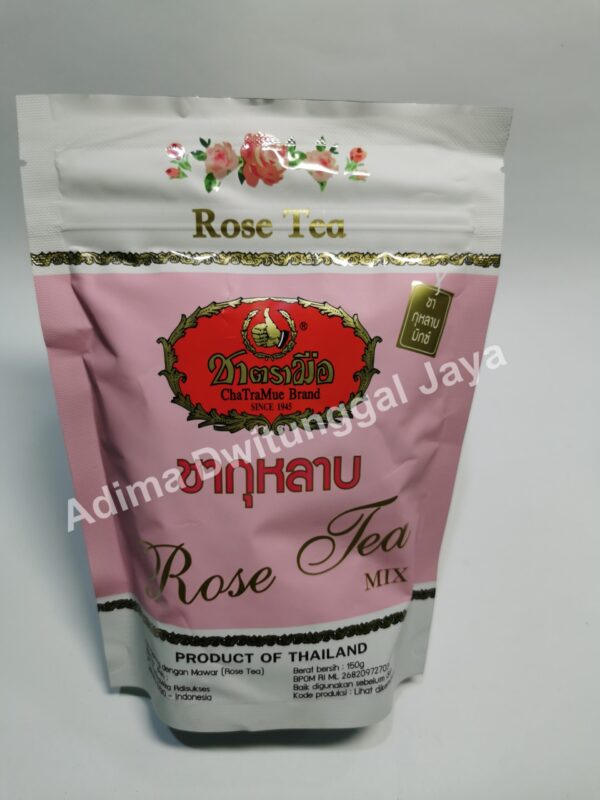 Rose Tea
ชา
กุหลาบ
มิกซ์
®
ชาตรามือ
ChaTraMue Brand
SINCE 1945
Adima Dwitunggal Jaya
ชากุหลาบ
Rose Tea
MIX
PRODUCT OF THAILAND
dengan Mawar (Rose Tea)
Adisukses
- Indonesia
Berat bersih : 150g
BPOM RI ML 26820972703
Baik digunakan sebelum
Kode produksi : Lihat